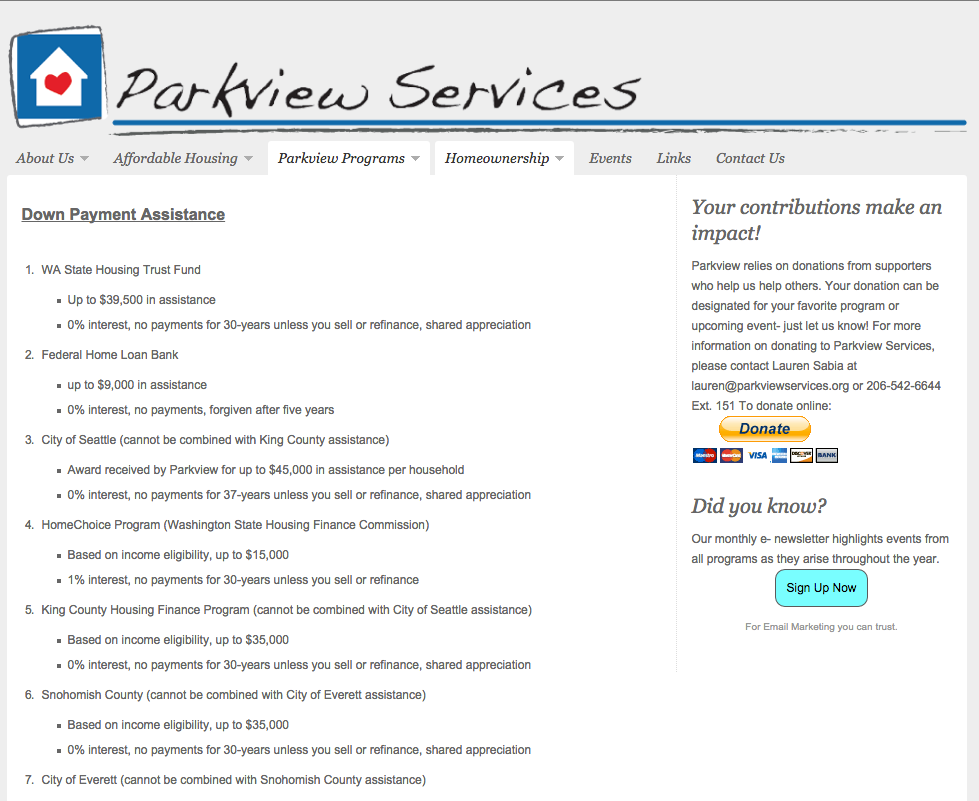 Parkview Services
About Us Affordable Housing Parkview Programs Homeownership Events Links Contact Us
Down Payment Assistance
1. WA State Housing Trust Fund
Up to $39,500 in assistance
0% interest, no payments for 30-years unless you sell or refinance, shared appreciation
2. Federal Home Loan Bank
up to $9,000 in assistance
0% interest, no payments, forgiven after five years
3. City of Seattle (cannot be combined with King County assistance)
Award received by Parkview for up to $45,000 in assistance per household
0% interest, no payments for 37-years unless you sell or refinance, shared appreciation
4. HomeChoice Program (Washington State Housing Finance Commission)
Based on income eligibility, up to $15,000
1% interest, no payments for 30-years unless you sell or refinance
5. King County Housing Finance Program (cannot be combined with City of Seattle assistance)
Based on income eligibility, up to $35,000
0% interest, no payments for 30-years unless you sell or refinance, shared appreciation
6. Snohomish County (cannot be combined with City of Everett assistance)
Based on income eligibility, up to $35,000
0% interest, no payments for 30-years unless you sell or refinance, shared appreciation
7. City of Everett (cannot be combined with Snohomish County assistance)
Your contributions make an
impact!
Parkview relies on donations from supporters
who help us help others. Your donation can be
designated for your favorite program or
upcoming event- just let us know! For more
information on donating to Parkview Services,
please contact Lauren Sabia at
lauren@parkviewservices.org or 206-542-6644
Ext. 151 To donate online:
Donate
Maestro MasterCard VISA DISCOVER BANK
Did you know?
Our monthly e- newsletter highlights events from
all programs as they arise throughout the year.
Sign Up Now
For Email Marketing you can trust.